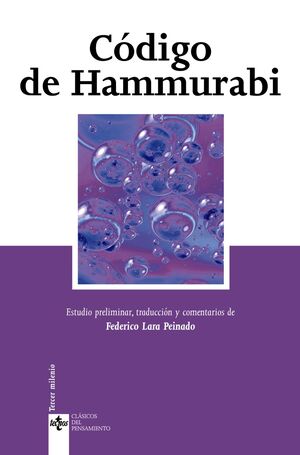 Código
de Hammurabi
Estudio preliminar, traducción y comentarios de
Federico Lara Peinado
Tercer milenio
tecnos
CLÁSICOS
DEL
PENSAMIENTO